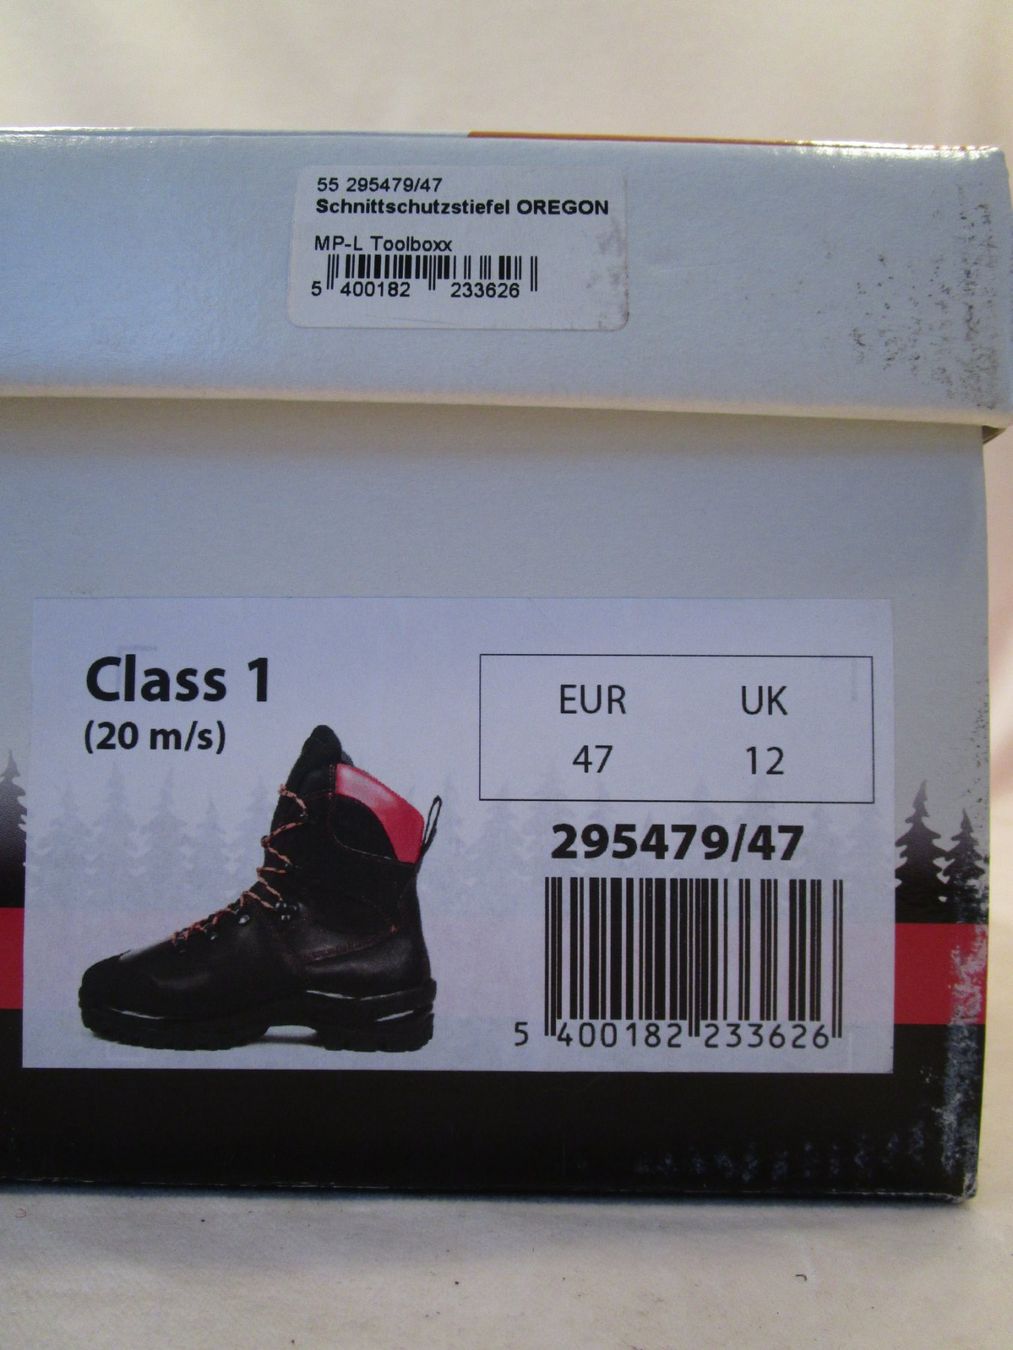 55 295479/47
Schnittschutzstiefel OREGON
MP-L Toolboxx
5 400182 233626
Class 1
(20 m/s)
EUR UK
47 12
295479/47
5 400182 233626